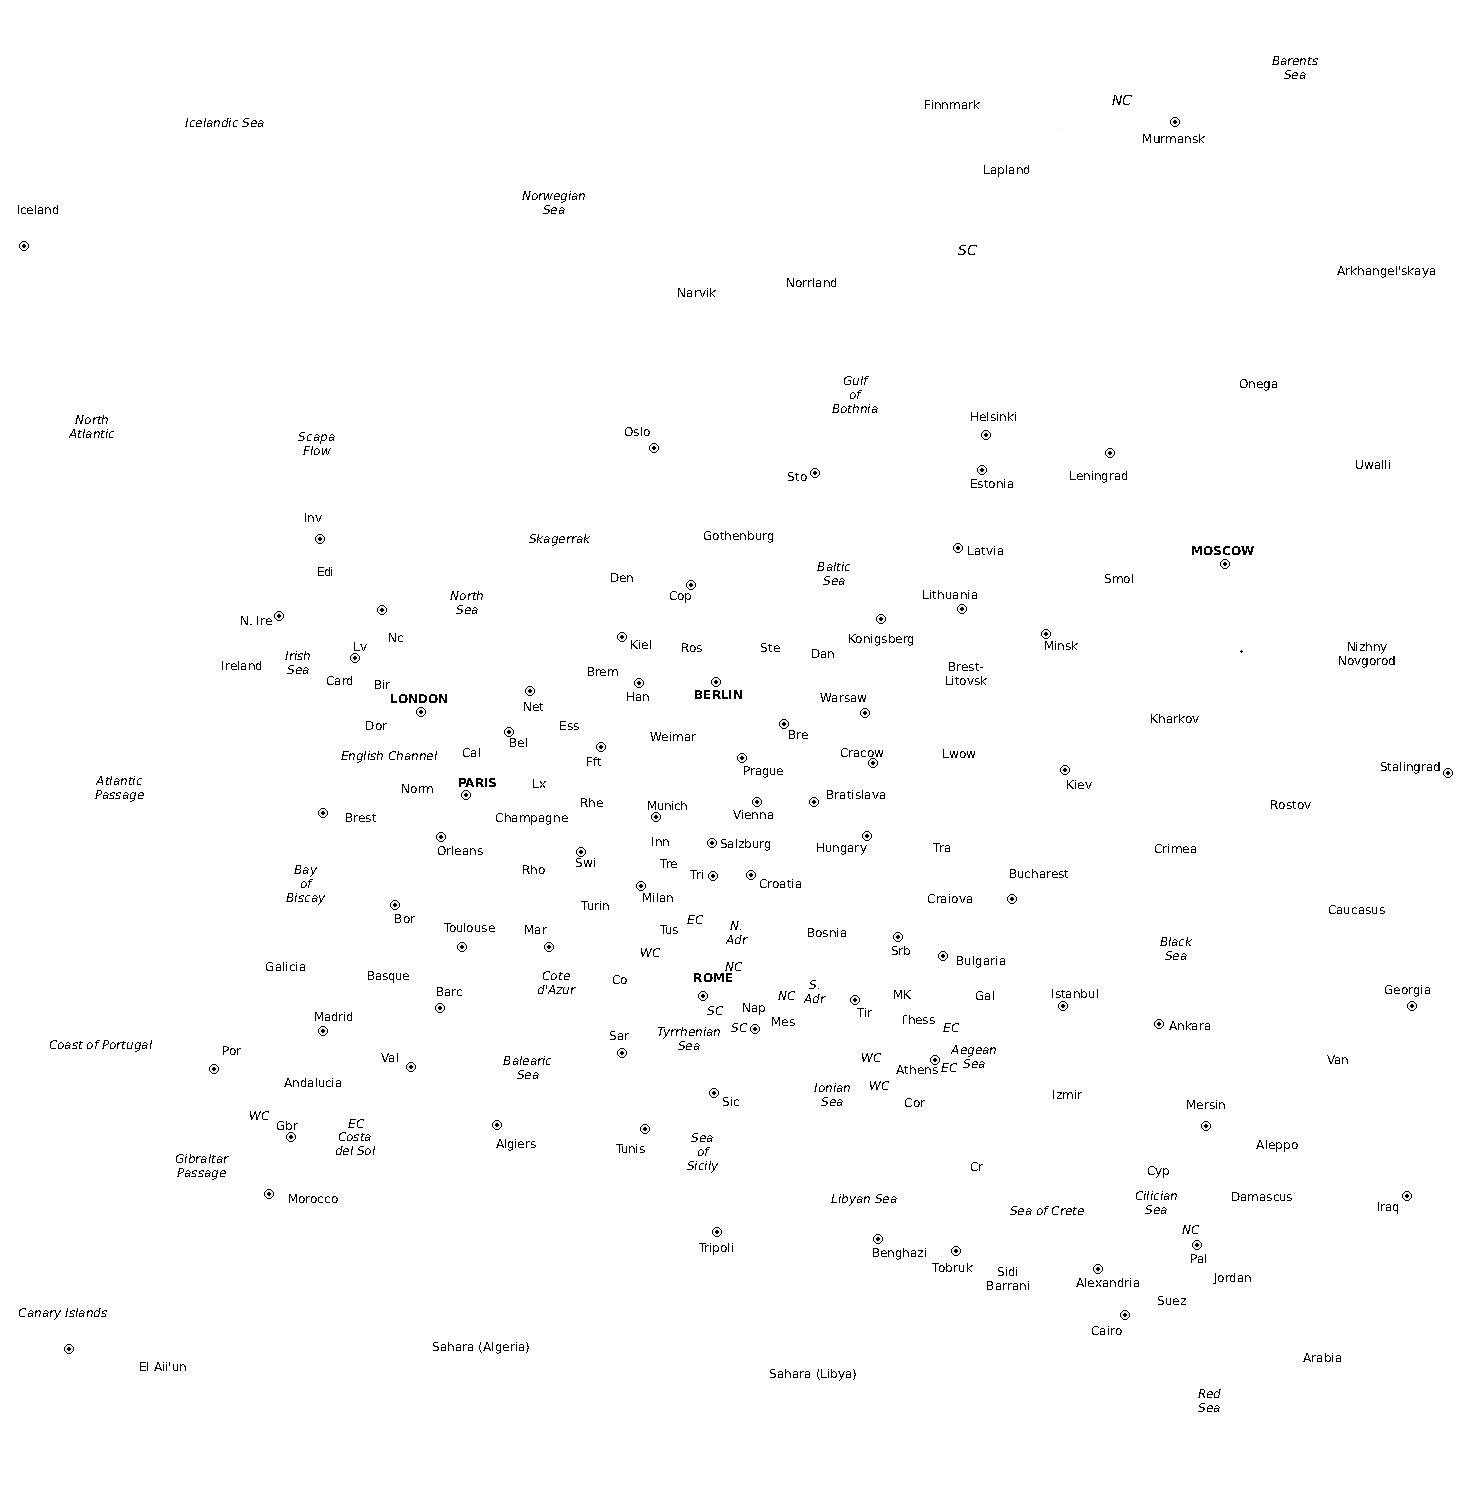 Barents
Sea
NC
Finnmark
Icelandic Sea
Murmansk
Lapland
Norwegian
Sea
Iceland
SC
Arkhangel'skaya
Norrland
Narvik
Gulf
of
Bothnia
Onega
Helsinki
North
Atlantic
Scapa
Flow
Oslo
Sto
Estonia
Leningrad
Uwalli
Inv
Skagerrak
Gothenburg
Latvia
MOSCOW
Edi
Den
Baltic
Sea
Smol
North
Sea
Cop
Lithuania
N. Ire
Nc
Konigsberg
Lv
Kiel
Ros
Ste
Dan
Minsk
Nizhny
Novgorod
Ireland
Irish
Sea
Card
Bir
Brem
Brest-
Litovsk
LONDON
Net
Han
BERLIN
Warsaw
Dor
Ess
Weimar
Bre
Kharkov
English Channel
Cal
Bel
Fft
Cracow
Lwow
Prague
Stalingrad
Atlantic
Passage
Norm
PARIS
Lx
Kiev
Rhe
Munich
Vienna
Bratislava
Rostov
Brest
Champagne
Orleans
Inn
Salzburg
Hungary
Tra
Crimea
Bay
of
Biscay
Rho
Swi
Tre
Tri
Croatia
Bucharest
Milan
Craiova
Turin
Caucasus
Bor
EC
Toulouse
Mar
Tus
N.
Adr
Bosnia
WC
Srb
Bulgaria
Black
Sea
Galicia
Basque
Cote
d'Azur
Co
NC
ROME
Barc
SC
Nap
NC
S.
Adr
MK
Gal
Istanbul
Georgia
Madrid
Tir
Mes
SC
Thess
EC
Ankara
Coast of Portugal
Por
Val
Sar
Tyrrhenian
Sea
Balearic
Sea
WC
Athens
EC
Aegean
Sea
Van
Andalucia
WC
Ionian
Sea
Sic
Cor
Izmir
Mersin
WC
Gbr
EC
Costa
del Sol
Algiers
Tunis
Sea
of
Sicily
Aleppo
Gibraltar
Passage
Cr
Cyp
Morocco
Libyan Sea
Sea of Crete
Cilician
Sea
Damascus
Iraq
NC
Tripoli
Benghazi
Tobruk
Sidi
Barrani
Alexandria
Pal
Jordan
Suez
Canary Islands
Cairo
El Aii'un
Sahara (Algeria)
Sahara (Libya)
Arabia
Red
Sea